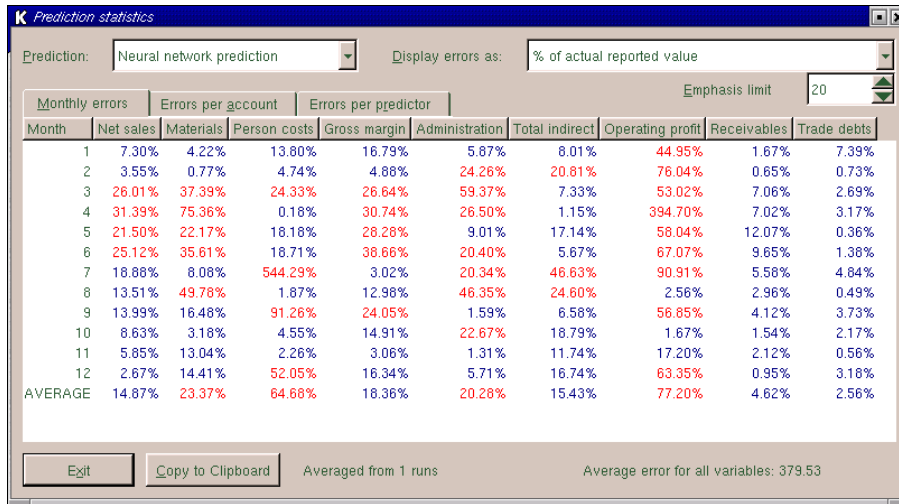 Prediction statistics
Prediction: Neural network prediction Display errors as: % of actual reported value
Emphasis limit 20
Monthly errors Errors per account Errors per predictor
Month Net sales Materials Person costs Gross margin Administration Total indirect Operating profit Receivables Trade debts
1 7.30% 4.22% 13.80% 16.79% 5.87% 8.01% 44.95% 1.67% 7.39%
2 3.55% 0.77% 4.74% 4.88% 24.26% 20.81% 76.04% 0.65% 0.73%
3 26.01% 37.39% 24.33% 26.64% 59.37% 7.33% 53.02% 7.06% 2.69%
4 31.39% 75.36% 0.18% 30.74% 26.50% 1.15% 394.70% 7.02% 3.17%
5 21.50% 22.17% 18.18% 28.28% 9.01% 17.14% 58.04% 12.07% 0.36%
6 25.12% 35.61% 18.71% 38.66% 20.40% 5.67% 67.07% 9.65% 1.38%
7 18.88% 8.08% 544.29% 3.02% 20.34% 46.63% 90.91% 5.58% 4.84%
8 13.51% 49.78% 1.87% 12.98% 46.35% 24.60% 2.56% 2.96% 0.49%
9 13.99% 16.48% 91.26% 24.05% 1.59% 6.58% 56.85% 4.12% 3.73%
10 8.63% 3.18% 4.55% 14.91% 22.67% 18.79% 1.67% 1.54% 2.17%
11 5.85% 13.04% 2.26% 3.06% 1.31% 11.74% 17.20% 2.12% 0.56%
12 2.67% 14.41% 52.05% 16.34% 5.71% 16.74% 63.35% 0.95% 3.18%
AVERAGE 14.87% 23.37% 64.68% 18.36% 20.28% 15.43% 77.20% 4.62% 2.56%
Exit Copy to Clipboard Averaged from 1 runs Average error for all variables: 379.53